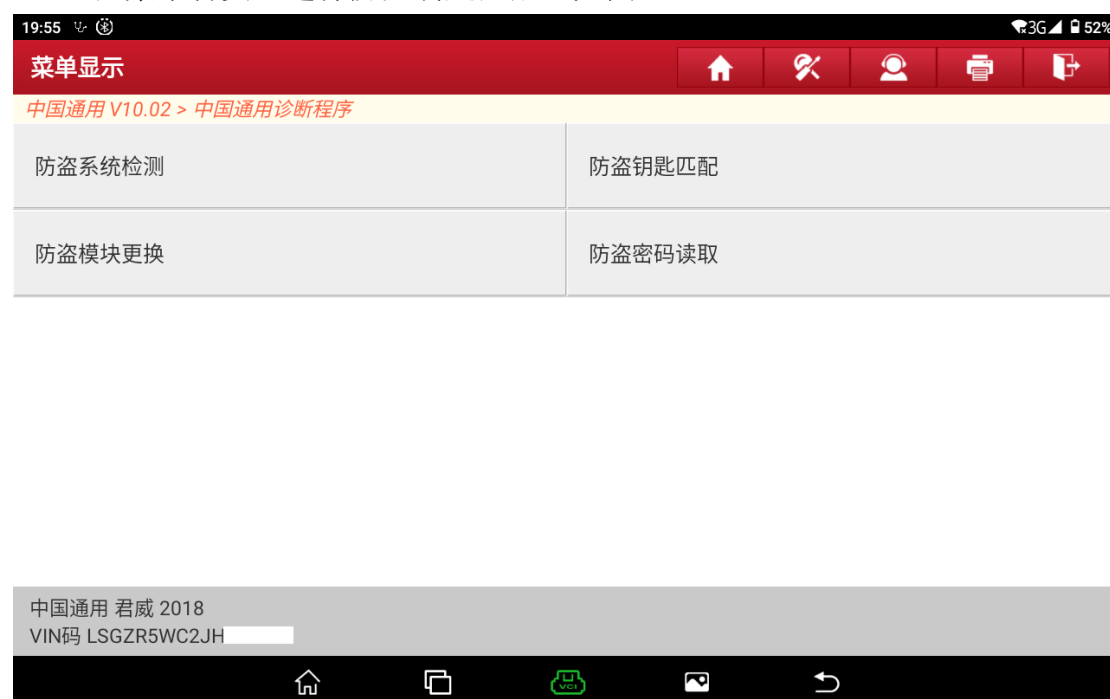 19:55 3G 52%
菜单显示
中国通用 V10.02 > 中国通用诊断程序
防盗系统检测 防盗钥匙匹配
防盗模块更换 防盗密码读取
中国通用 君威 2018
VIN码 LSGZR5WC2JH
VCI